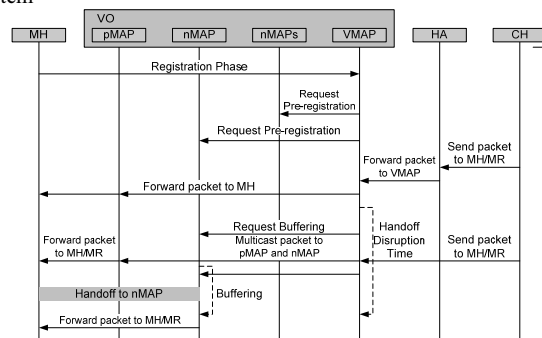 VO
MH pMAP nMAP nMAPs VMAP HA CH
Registration Phase
Request
Pre-registration
Request Pre-registration
Send packet
to MH/MR
Forward packet
to VMAP
Forward packet to MH
Request Buffering
Multicast packet to
pMAP and nMAP
Forward packet
to MH/MR
Handoff
Disruption
Time
Send packet
to MH/MR
Handoff to nMAP
Buffering
Forward packet to MH/MR